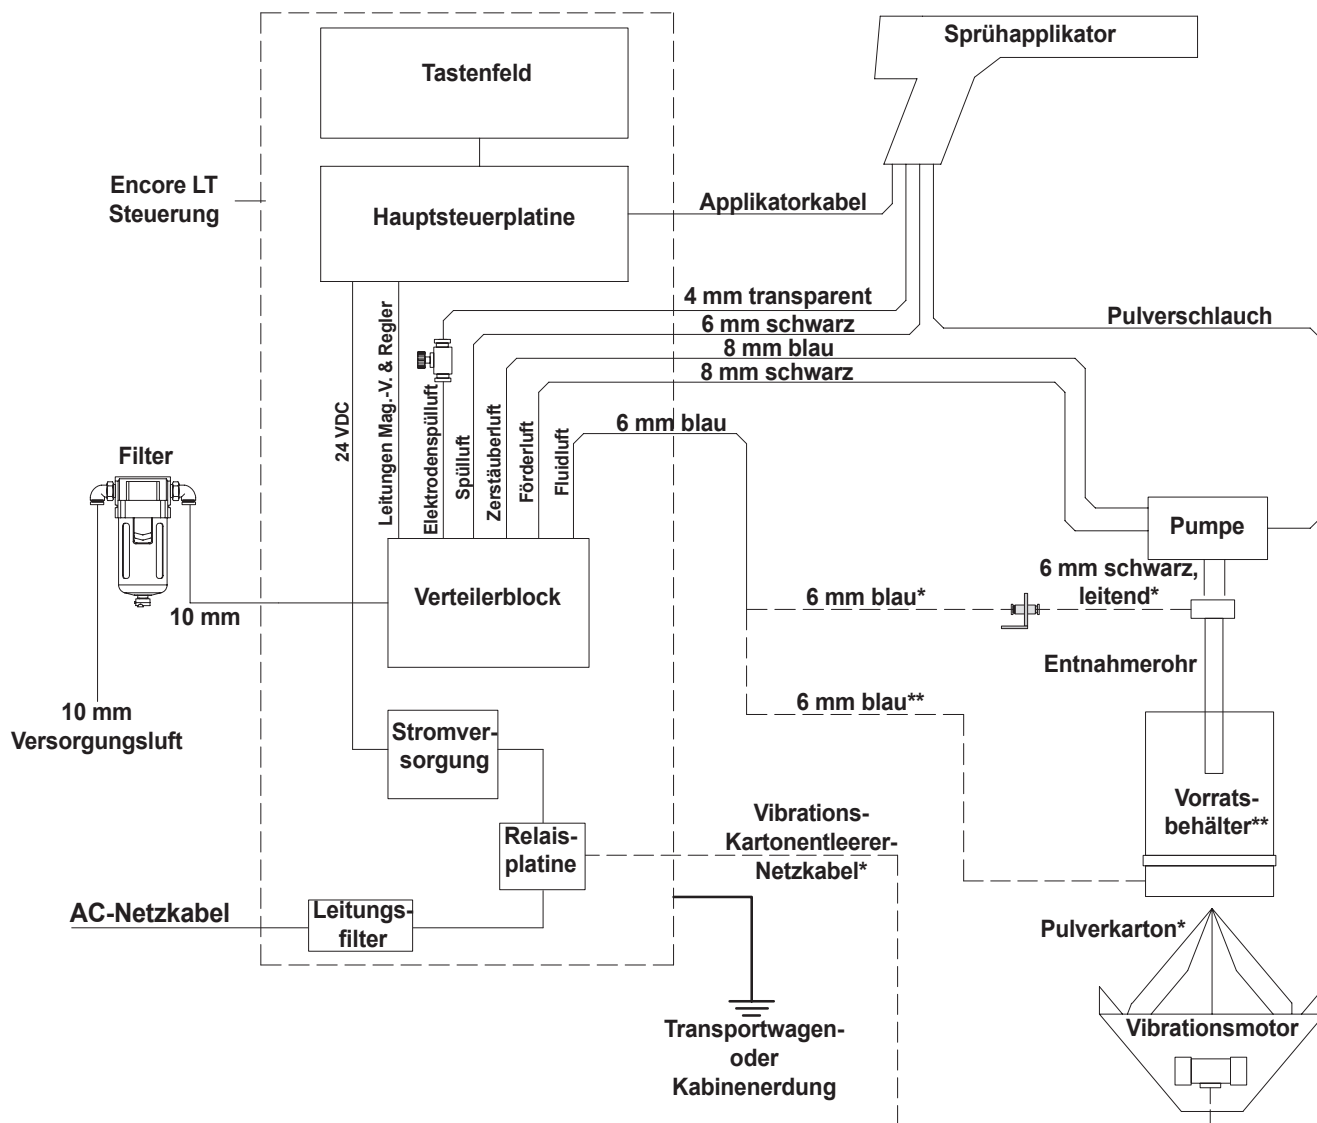 Sprühapplikator
Tastenfeld
Encore LT
Steuerung
Hauptsteuerplatine
Applikatorkabel
4 mm transparent
6 mm schwarz
Pulverschlauch
8 mm blau
8 mm schwarz
6 mm blau
24 VDC
Leitungen Mag.-V. & Regler
Elektrodenspülluft
Spülluft
Zerstäuberluft
Förderluft
Fluidluft
Filter
Pumpe
10 mm
Verteilerblock
6 mm blau*
6 mm schwarz,
leitend*
Entnahmerohr
10 mm
Versorgungsluft
6 mm blau**
Stromver-
sorgung
Vorrats-
behälter**
Relais-
platine
Vibrations-
Kartonentleerer-
Netzkabel*
AC-Netzkabel
Leitungs-
filter
Pulverkarton*
Transportwagen-
oder
Kabinenerdung
Vibrationsmotor